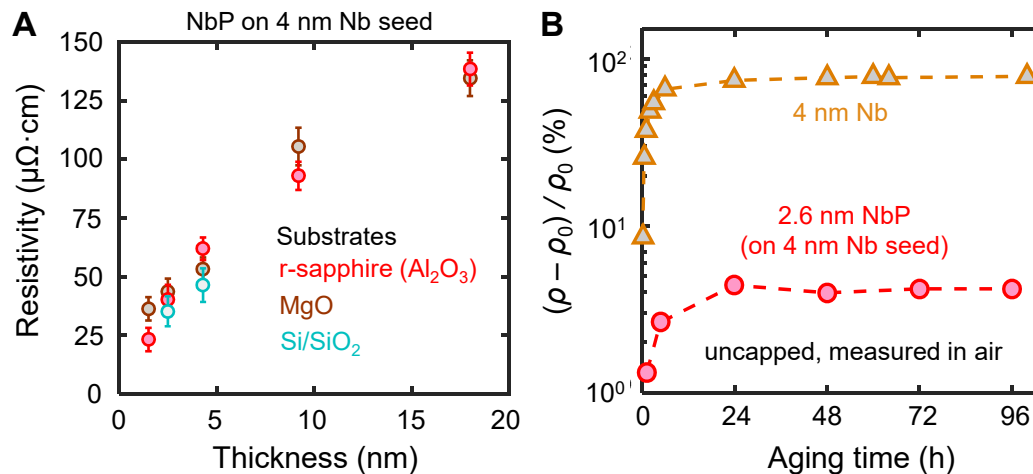 A
NbP on 4 nm Nb seed
Resistivity (μΩ·cm)
150
125
100
75
50
25
0
Substrates
r-sapphire (Al₂O₃)
MgO
Si/SiO₂
0
5
10
15
20
Thickness (nm)
B
(ρ − ρ₀) / ρ₀ (%)
10²
10¹
10⁰
4 nm Nb
2.6 nm NbP
(on 4 nm Nb seed)
uncapped, measured in air
0
24
48
72
96
Aging time (h)